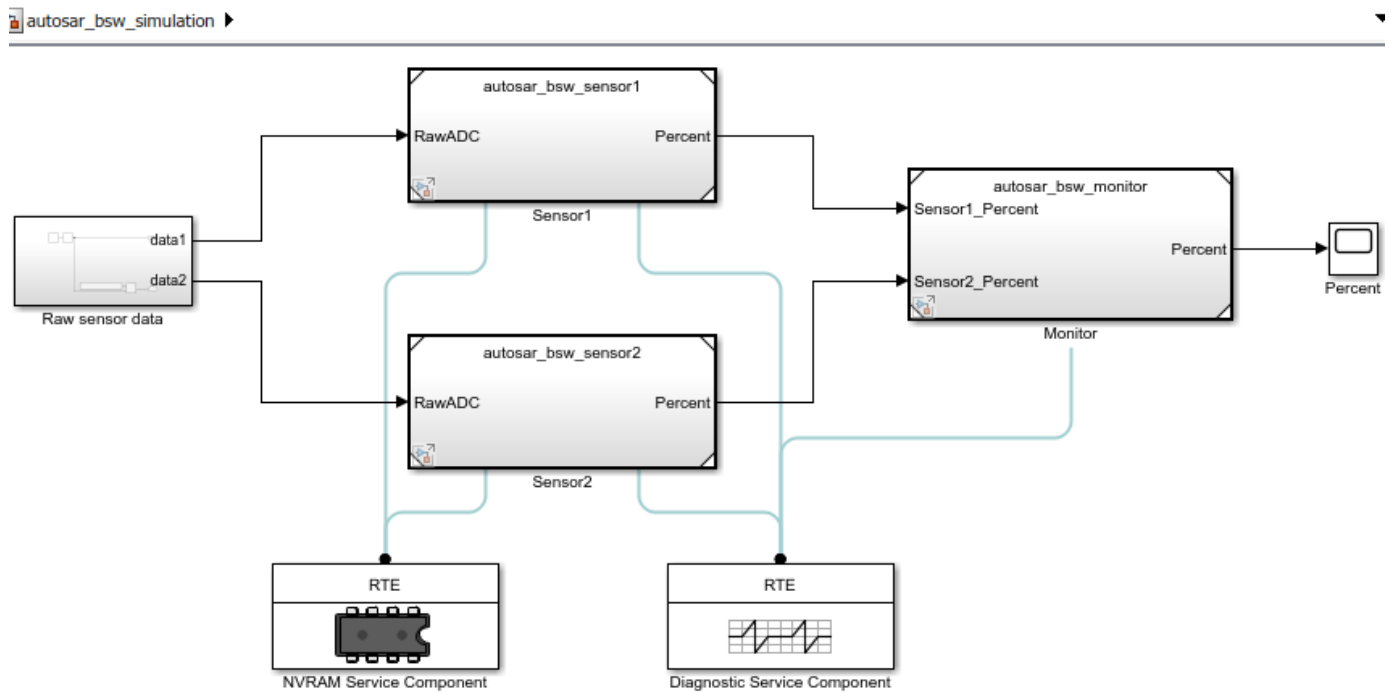 autosar_bsw_simulation
autosar_bsw_sensor1
RawADC
Percent
Sensor1
data1
data2
Raw sensor data
autosar_bsw_monitor
Sensor1_Percent
Percent
Sensor2_Percent
Monitor
Percent
autosar_bsw_sensor2
RawADC
Percent
Sensor2
RTE
NVRAM Service Component
RTE
Diagnostic Service Component